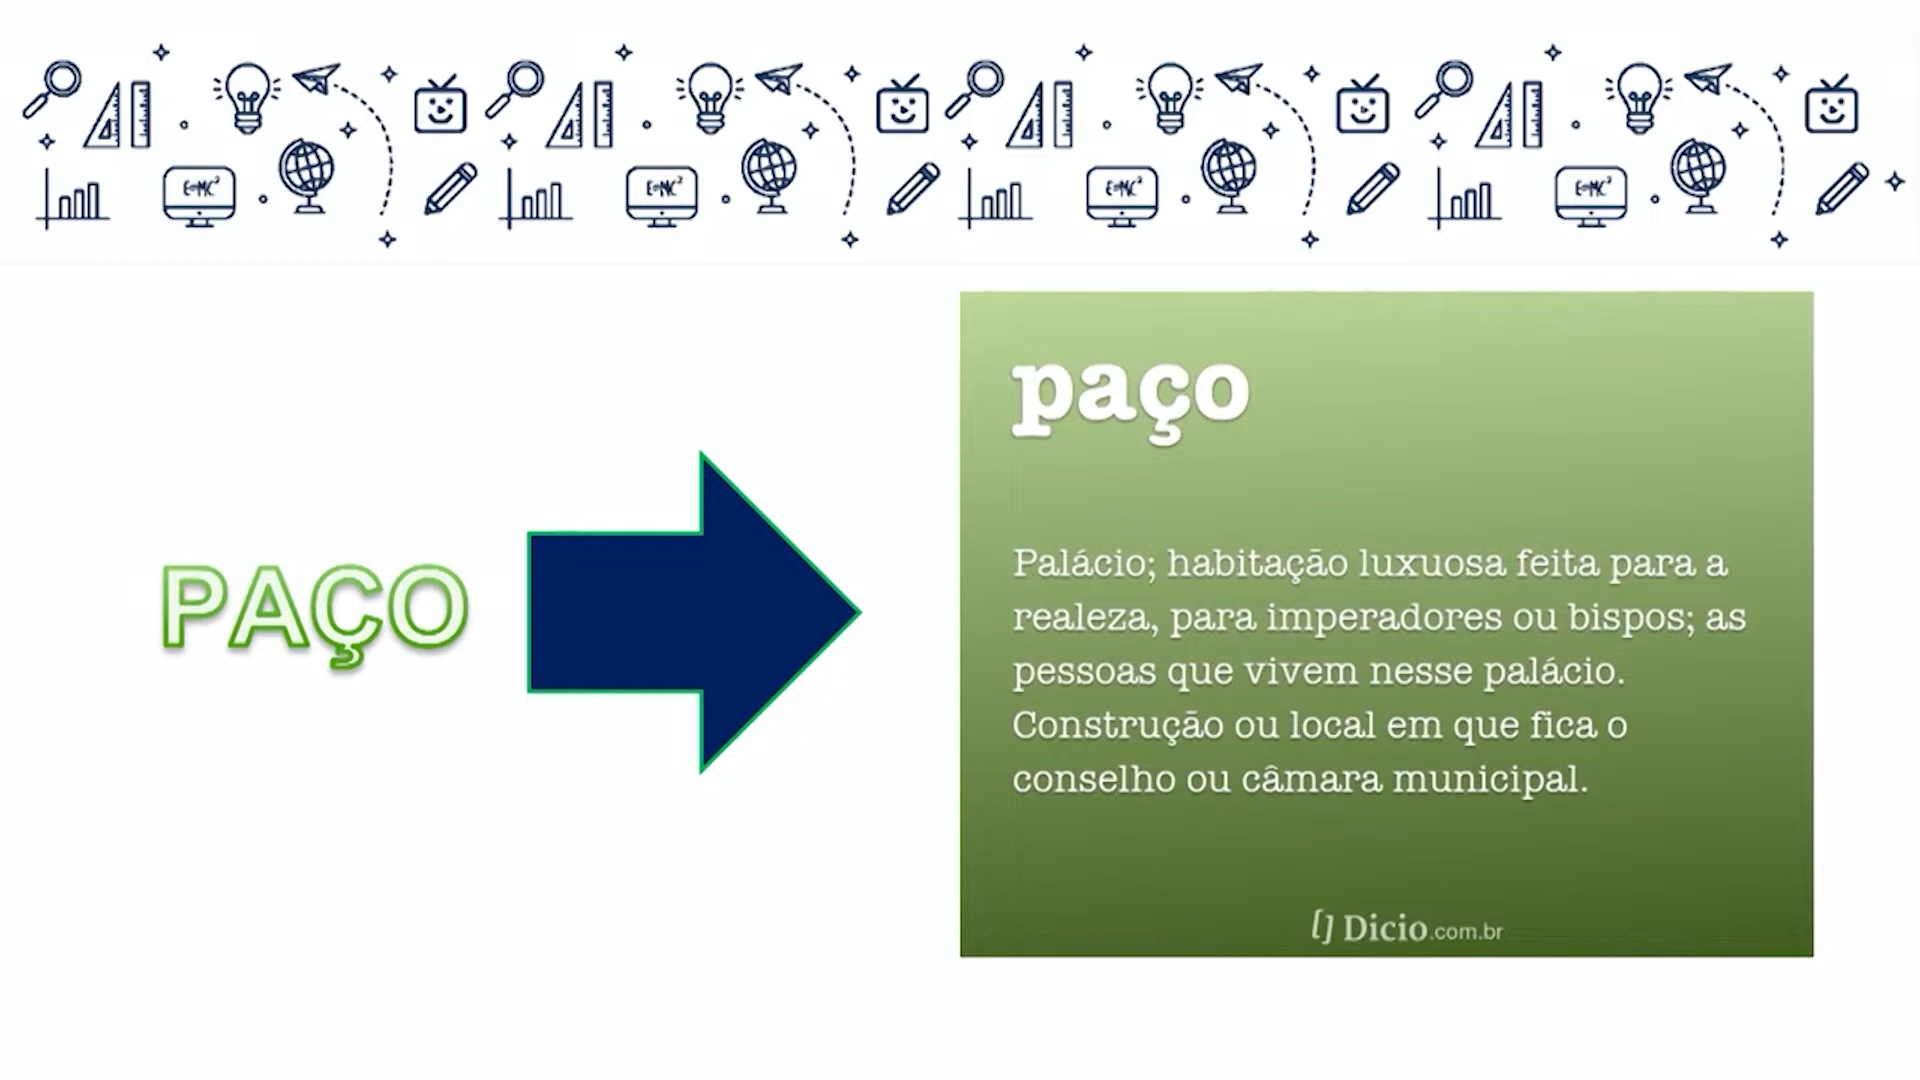 E=MC²
E=MC²
E=MC²
E=MC²
PAÇO
paço
Palácio; habitação luxuosa feita para a
realeza, para imperadores ou bispos; as
pessoas que vivem nesse palácio.
Construção ou local em que fica o
conselho ou câmara municipal.
Dicio.com.br